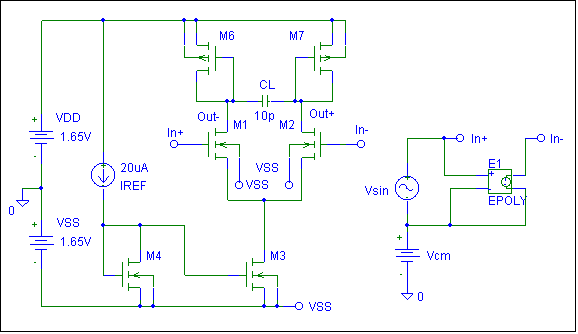 M6
M7
CL
10p
Out-
Out+
In+
M1
M2
In-
VSS
VSS
VDD
1.65V
20uA
IREF
0
VSS
1.65V
M4
M3
VSS
In+
In-
E1
EPOLY
Vsin
Vcm
0